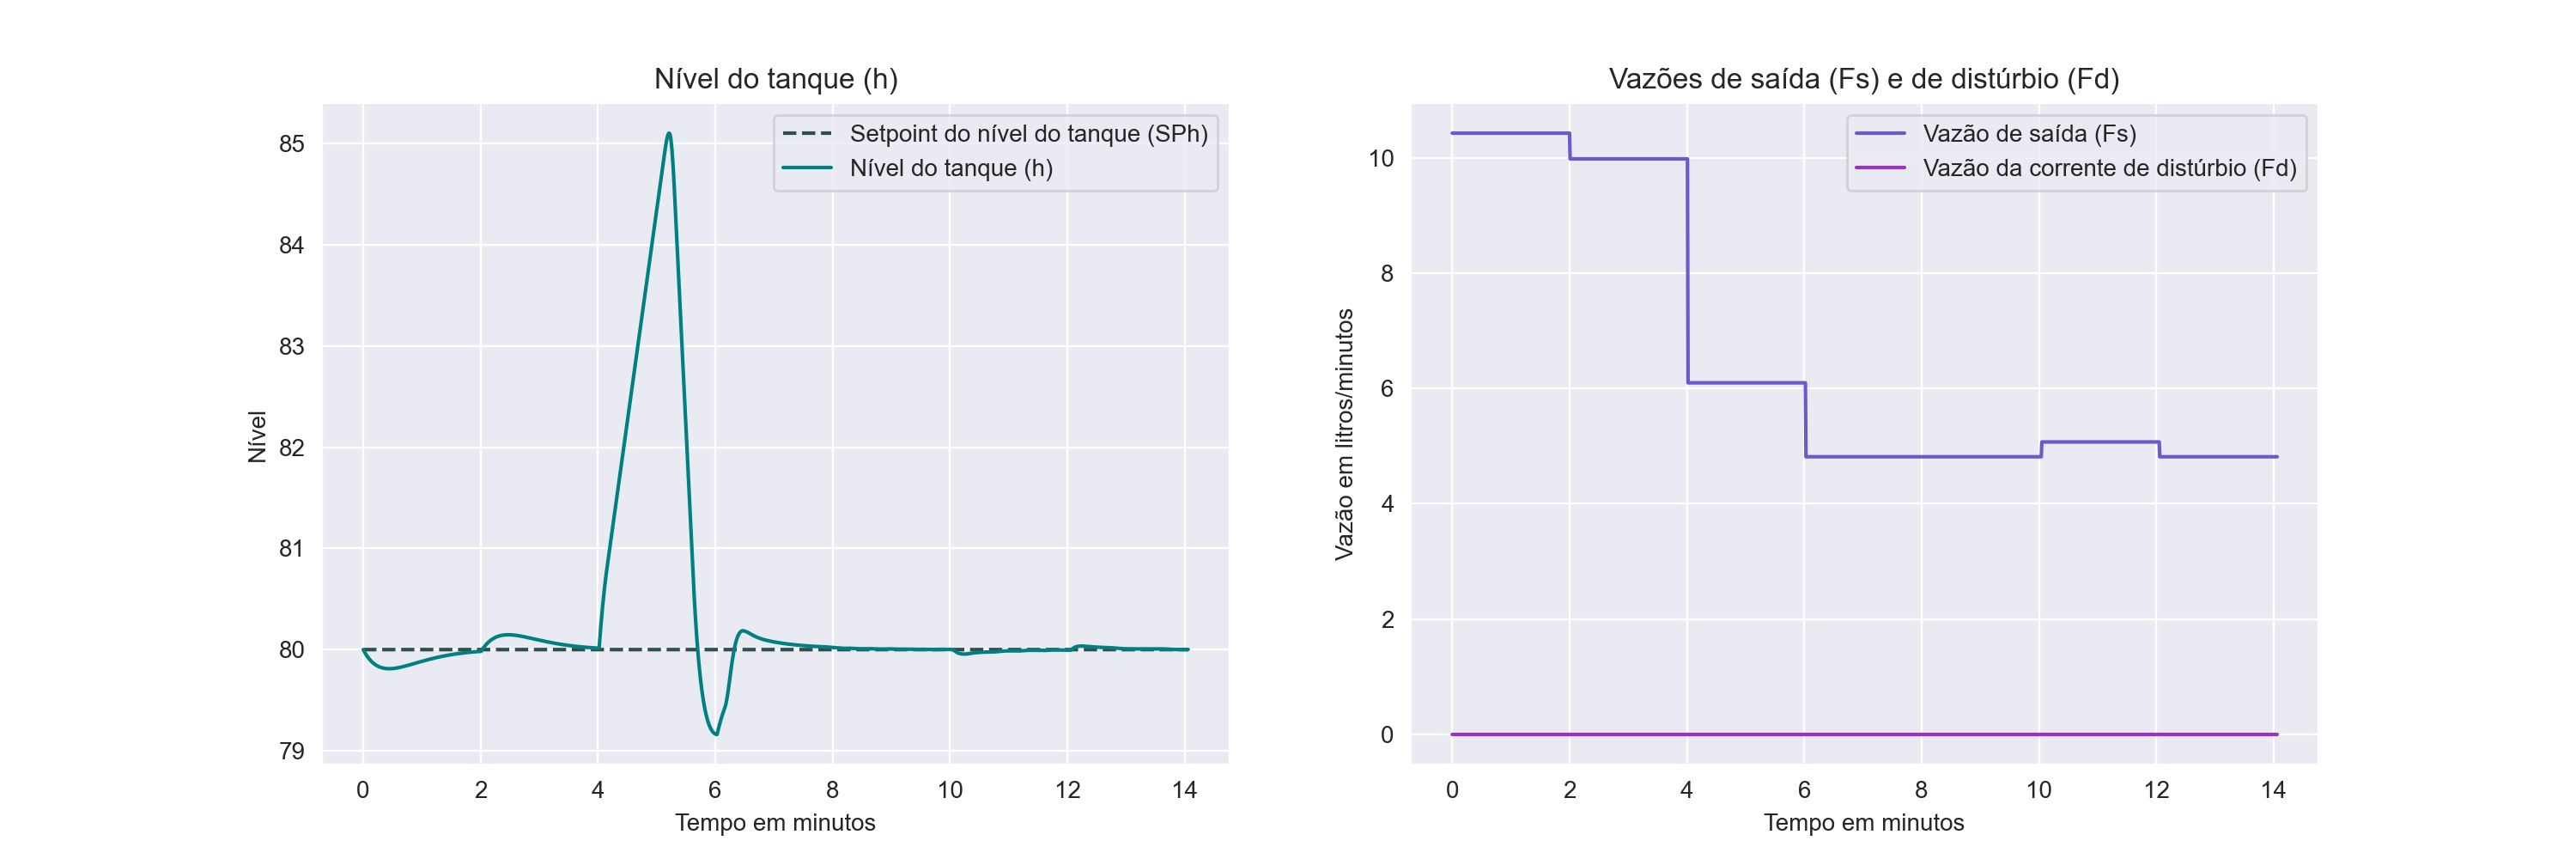 Nível do tanque (h)
Setpoint do nível do tanque (SPh)
Nível do tanque (h)
85
84
83
82
81
80
79
Nível
0 2 4 6 8 10 12 14
Tempo em minutos
Vazões de saída (Fs) e de distúrbio (Fd)
Vazão de saída (Fs)
Vazão da corrente de distúrbio (Fd)
10
8
6
4
2
0
Vazão em litros/minutos
0 2 4 6 8 10 12 14
Tempo em minutos